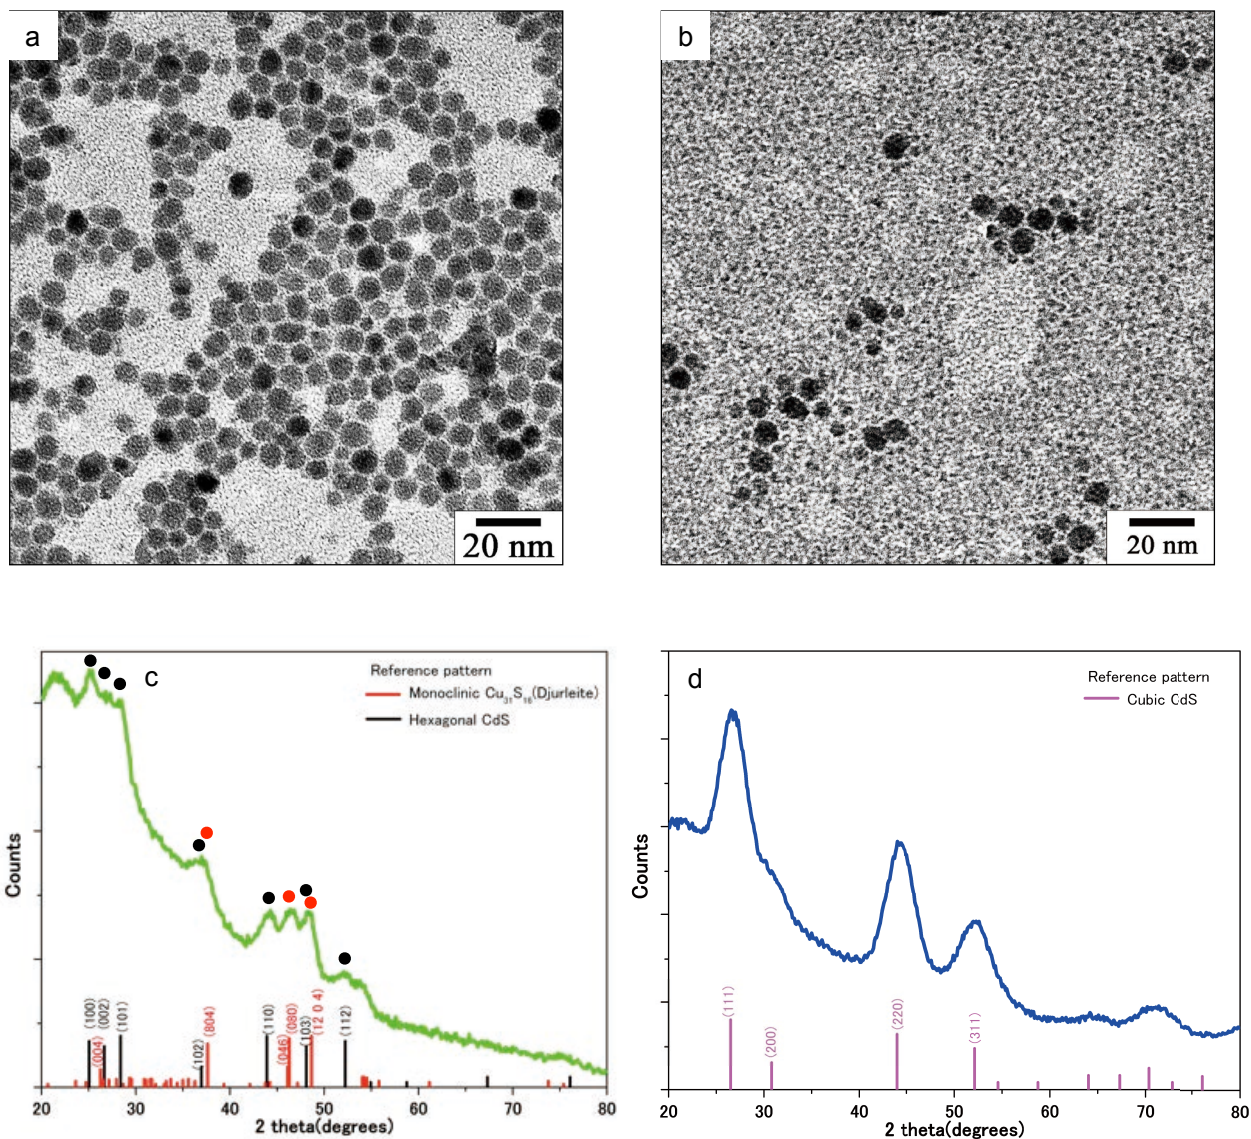 a
20 nm
b
20 nm
c
Reference pattern
Monoclinic Cu31S16(Djurleite)
Hexagonal CdS
Counts
(100)
(004)
(002)
(101)
(102)
(804)
(110)
(046)
(080)
(103)
(12 0 4)
(112)
20 30 40 50 60 70 80
2 theta(degrees)
d
Reference pattern
Cubic CdS
Counts
(111)
(200)
(220)
(311)
20 30 40 50 60 70 80
2 theta(degrees)